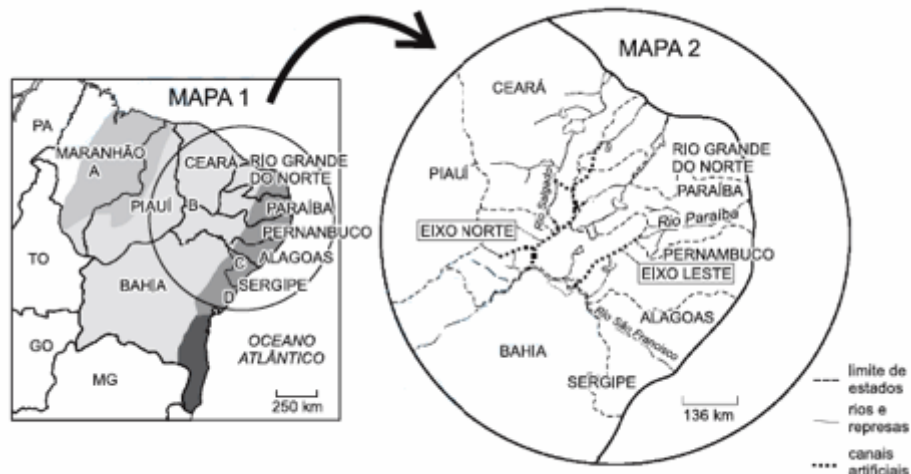 MAPA 1
PA
MARANHÃO
A
CEARÁ
RIO GRANDE
DO NORTE
PIAUÍ
B
PARAÍBA
PERNANBUCO
ALAGOAS
C
SERGIPE
D
TO
BAHIA
GO
MG
OCEANO
ATLÂNTICO
250 km
MAPA 2
CEARÁ
PIAUÍ
RIO GRANDE
DO NORTE
PARAÍBA
Rio Salgado
Rio Paraíba
EIXO NORTE
PERNAMBUCO
EIXO LESTE
ALAGOAS
Rio São Francisco
BAHIA
SERGIPE
136 km
limite de
estados
rios e
represas
canais
artificiais